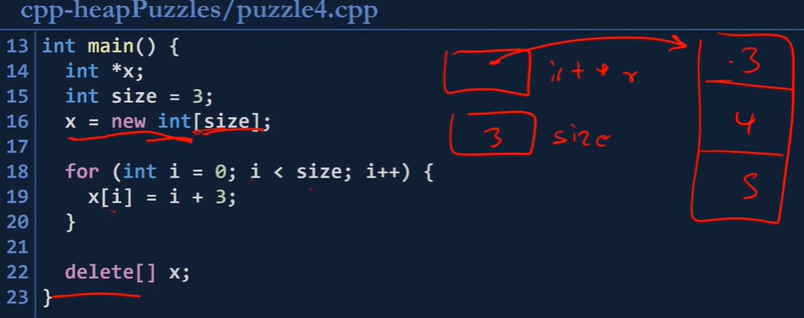 cpp-heapPuzzles/puzzle4.cpp
13 int main() {
14   int *x;
15   int size = 3;
16   x = new int[size];
17
18   for (int i = 0; i < size; i++) {
19     x[i] = i + 3;
20   }
21
22   delete[] x;
23 }
int * x
3 size
3
4
5